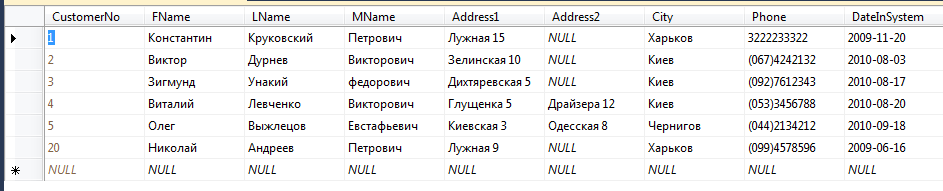 CustomerNo FName LName MName Address1 Address2 City Phone DateInSystem
1 Константин Круковский Петрович Лужная 15 NULL Харьков 3222233322 2009-11-20
2 Виктор Дурнев Викторович Зелинская 10 NULL Киев (067)4242132 2010-08-03
3 Зигмунд Унакий федорович Дихтяревская 5 NULL Киев (092)7612343 2010-08-17
4 Виталий Левченко Викторович Глущенка 5 Драйзера 12 Киев (053)3456788 2010-08-20
5 Олег Выжлецов Евстафьевич Киевская 3 Одесская 8 Чернигов (044)2134212 2010-09-18
20 Николай Андреев Петрович Лужная 9 NULL Харьков (099)4578596 2009-06-16
NULL NULL NULL NULL NULL NULL NULL NULL NULL